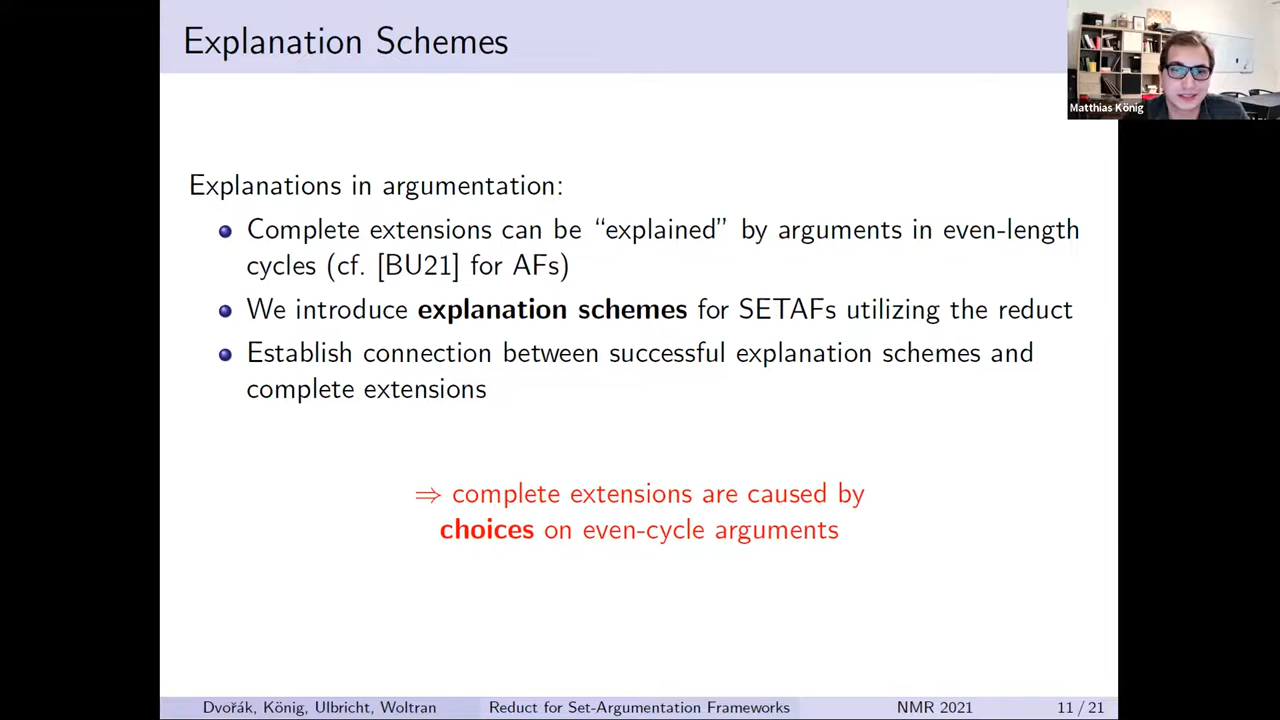 Explanation Schemes
Matthias König
Explanations in argumentation:
Complete extensions can be “explained” by arguments in even-length
cycles (cf. [BU21] for AFs)
We introduce explanation schemes for SETAFs utilizing the reduct
Establish connection between successful explanation schemes and
complete extensions
⇒ complete extensions are caused by
choices on even-cycle arguments
Dvořák, König, Ulbricht, Woltran
Reduct for Set-Argumentation Frameworks
NMR 2021
11 / 21